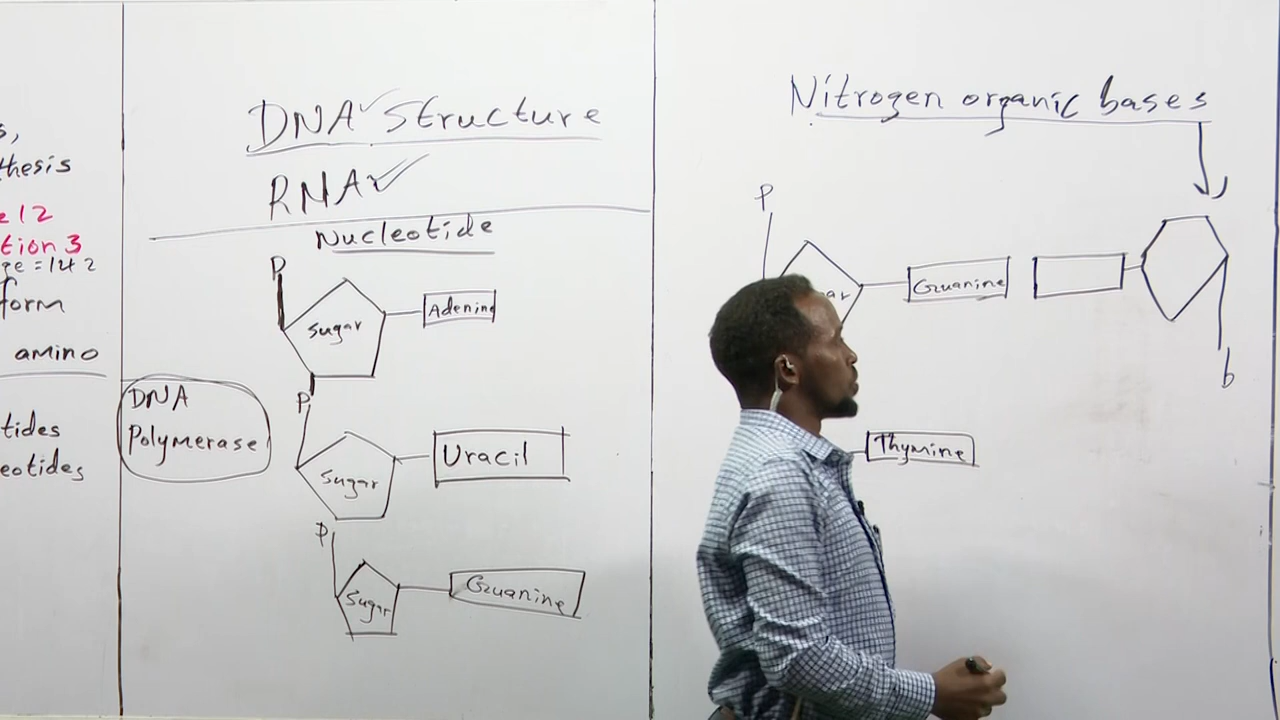 thesis
12
tion 3
ge = 142
form
amino
tides
eotides
DNA Structure
RNA
Nucleotide
P
Sugar
Adenine
DNA
Polymerase
P
Sugar
Uracil
P
Sugar
Guanine
Nitrogen organic bases
P
ar
Guanine
b
Thymine